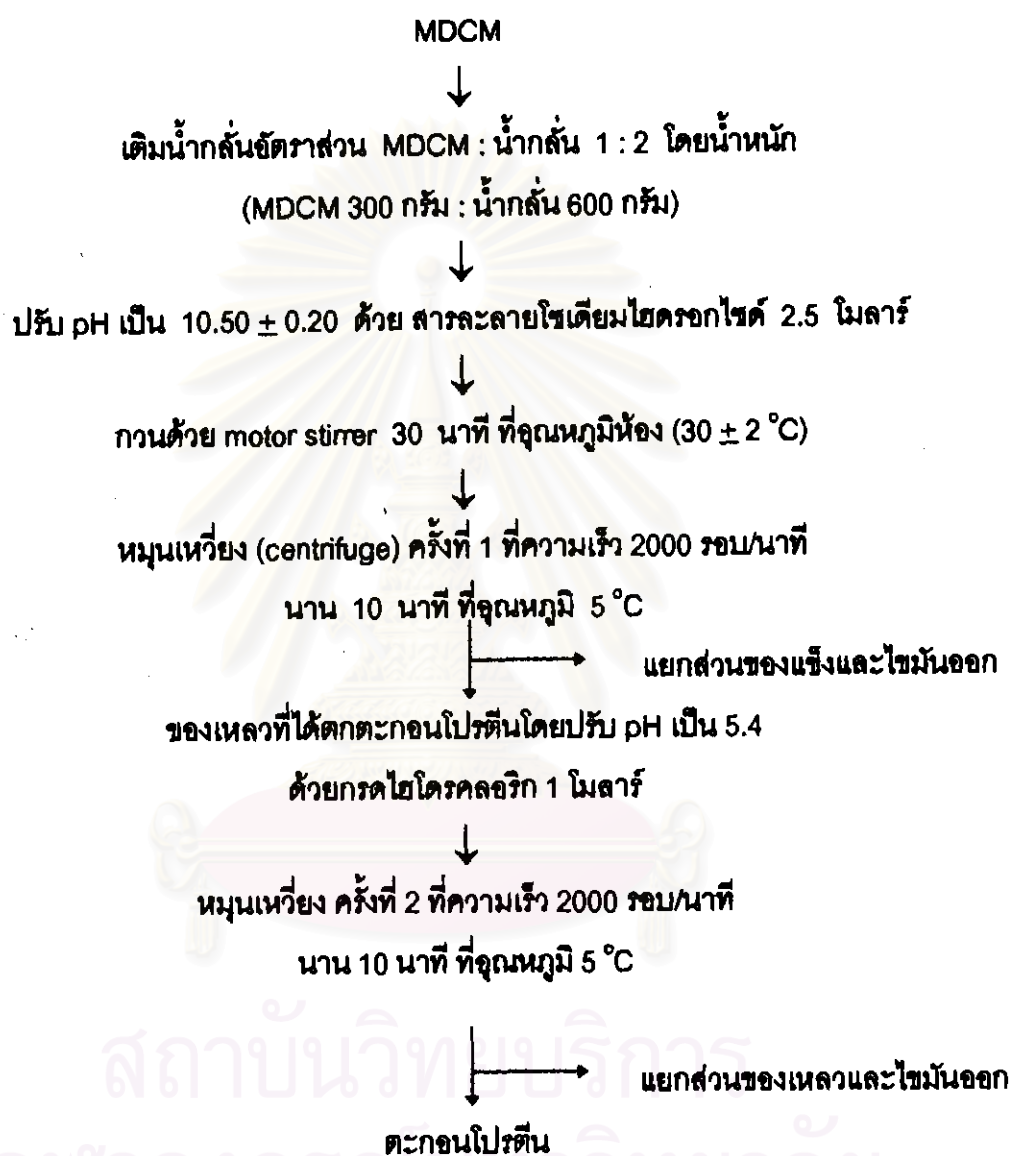 MDCM
เติมน้ำกลั่นอัตราส่วน MDCM : น้ำกลั่น 1 : 2 โดยน้ำหนัก
(MDCM 300 กรัม : น้ำกลั่น 600 กรัม)
ปรับ pH เป็น 10.50 ± 0.20 ด้วย สารละลายโซเดียมไฮดรอกไซด์ 2.5 โมลาร์
กวนด้วย motor stirrer 30 นาที ที่อุณหภูมิห้อง (30 ± 2 °C)
หมุนเหวี่ยง (centrifuge) ครั้งที่ 1 ที่ความเร็ว 2000 รอบ/นาที
นาน 10 นาที ที่อุณหภูมิ 5 °C
แยกส่วนของแข็งและไขมันออก
ของเหลวที่ได้ตกตะกอนโปรตีนโดยปรับ pH เป็น 5.4
ด้วยกรดไฮโดรคลอริก 1 โมลาร์
หมุนเหวี่ยง ครั้งที่ 2 ที่ความเร็ว 2000 รอบ/นาที
นาน 10 นาที ที่อุณหภูมิ 5 °C
สถาบันวิทยบริการ
แยกส่วนของเหลวและไขมันออก
ตะกอนโปรตีน